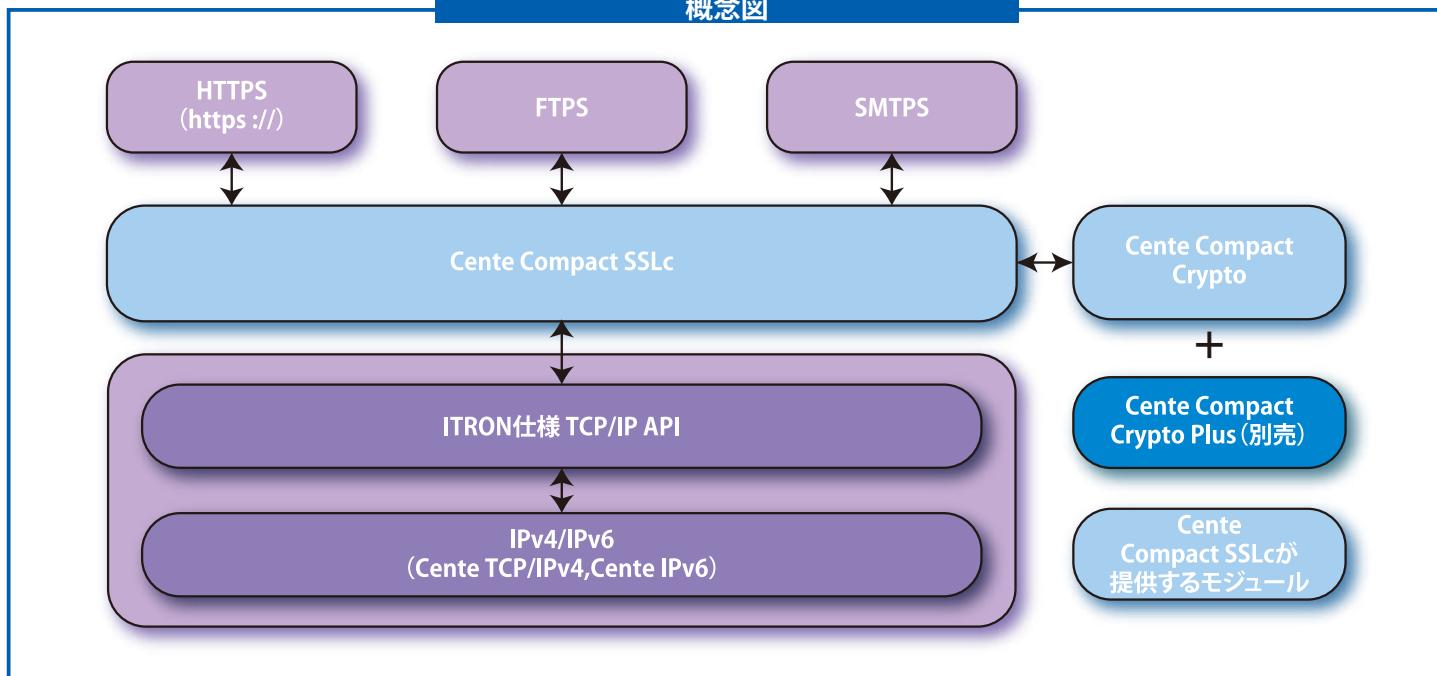 概念図
HTTPS
（https ://）
FTPS
SMTPS
Cente Compact SSLc
Cente Compact
Crypto
+
Cente Compact
Crypto Plus（別売）
ITRON仕様 TCP/IP API
IPv4/IPv6
（Cente TCP/IPv4,Cente IPv6）
Cente
Compact SSLcが
提供するモジュール